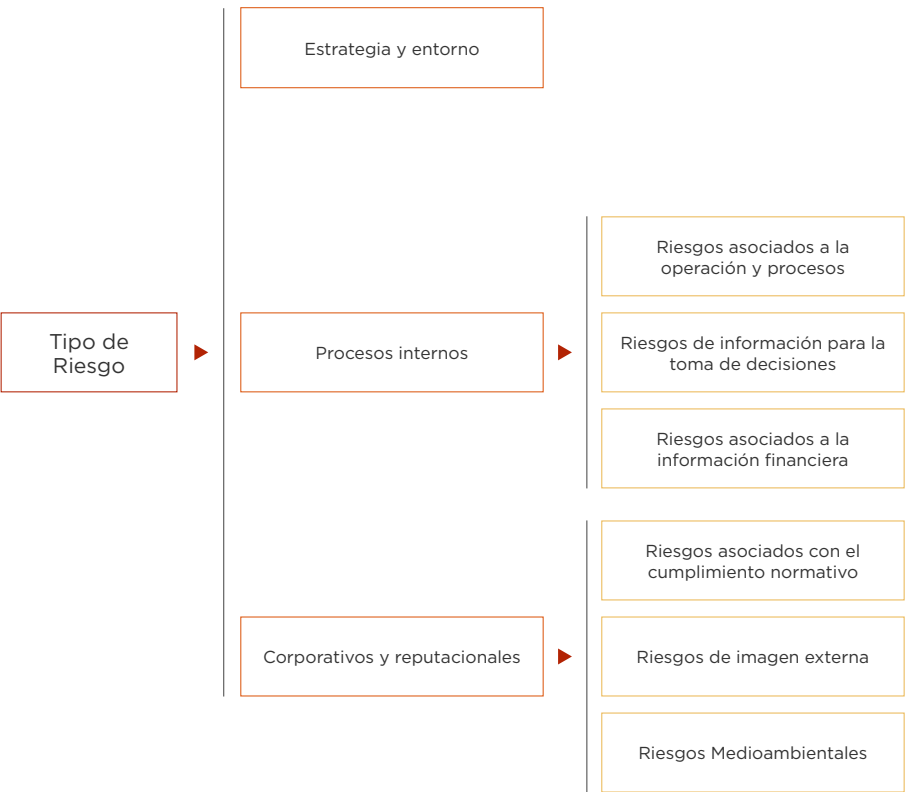 Estrategia y entorno
Riesgos asociados a la
operación y procesos
Tipo de
Riesgo
Procesos internos
Riesgos de información para la
toma de decisiones
Riesgos asociados a la
información financiera
Riesgos asociados con el
cumplimiento normativo
Corporativos y reputacionales
Riesgos de imagen externa
Riesgos Medioambientales